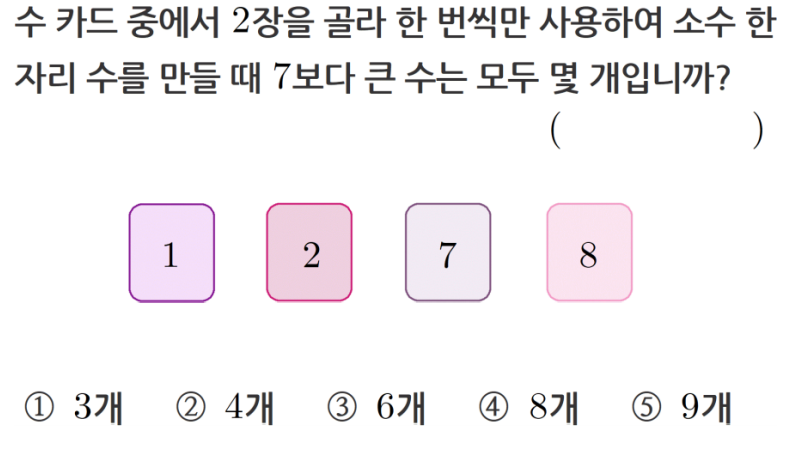 수 카드 중에서 2장을 골라 한 번씩만 사용하여 소수 한
자리 수를 만들 때 7보다 큰 수는 모두 몇 개입니까?
( )
1 2 7 8
① 3개 ② 4개 ③ 6개 ④ 8개 ⑤ 9개